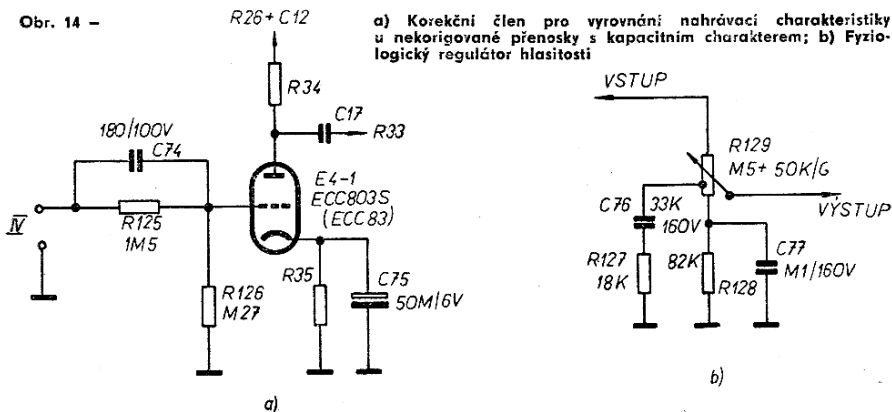 Obr. 14 –
a) Korekční člen pro vyrovnání nahrávací charakteristiky
u nekorigované přenosky s kapacitním charakterem; b) Fyzio-
logický regulátor hlasitosti
R26 + C12
R34
C17
R33
180/100V
C74
E4-1
ECC803S
(ECC83)
IV
R125
1M5
R126
M27
R35
C75
50M/6V
a)
VSTUP
R129
M5+ 50K/G
VÝSTUP
C76
33K
160V
R127
18K
82K
R128
C77
M1/160V
b)